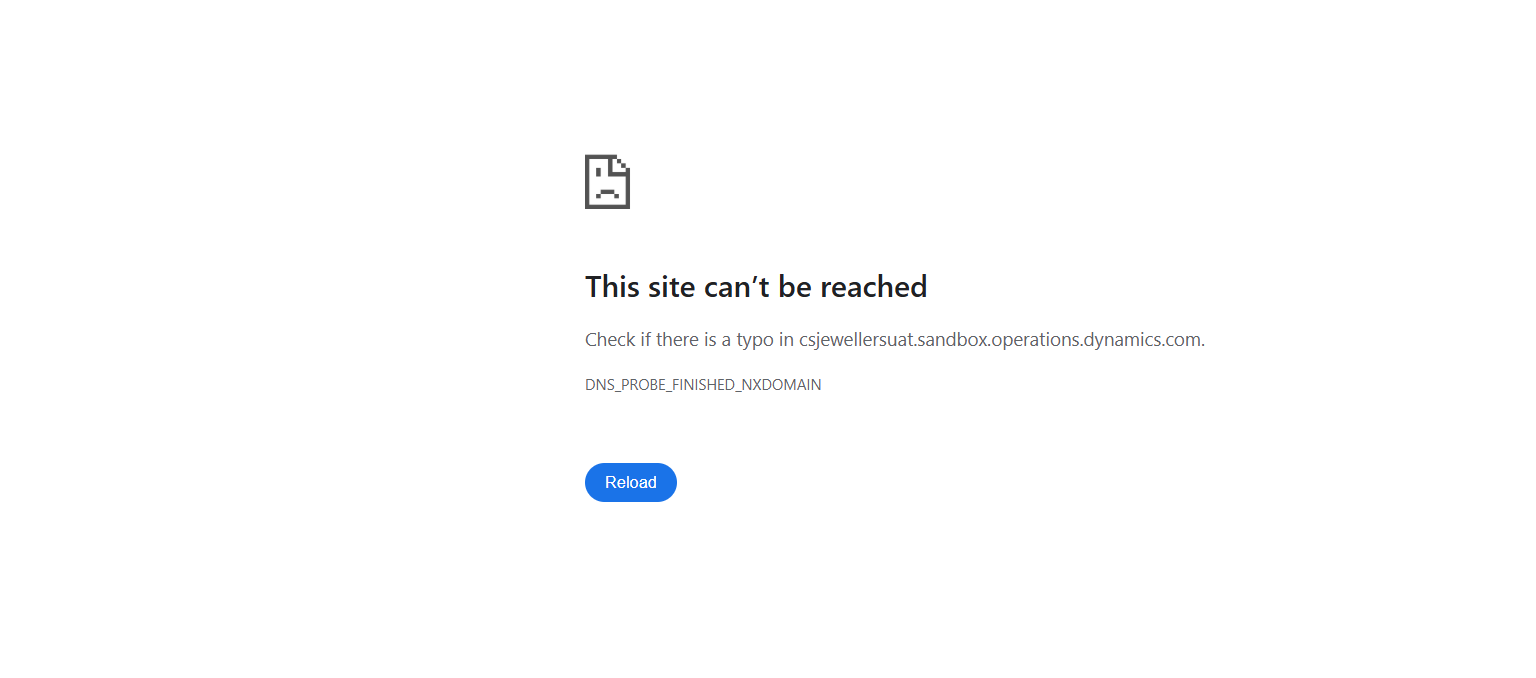 This site can’t be reached
Check if there is a typo in csjewellersuat.sandbox.operations.dynamics.com.
DNS_PROBE_FINISHED_NXDOMAIN
Reload